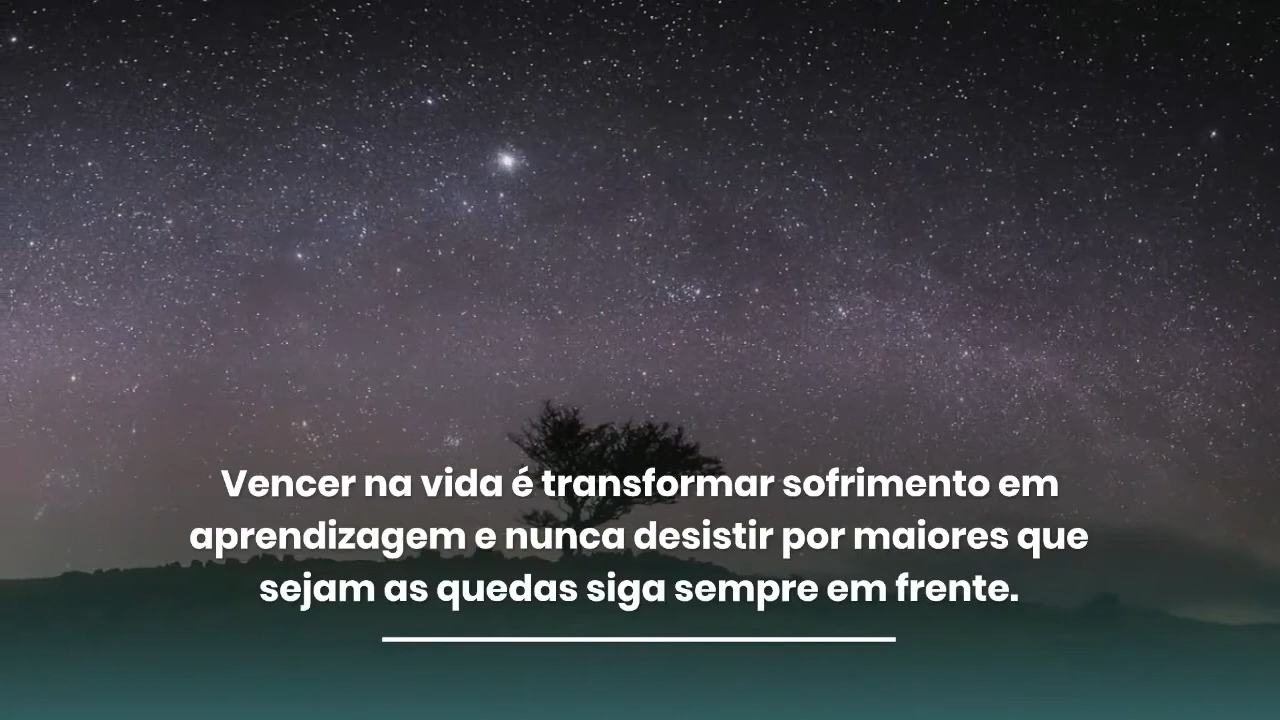 Vencer na vida é transformar sofrimento em
aprendizagem e nunca desistir por maiores que
sejam as quedas siga sempre em frente.